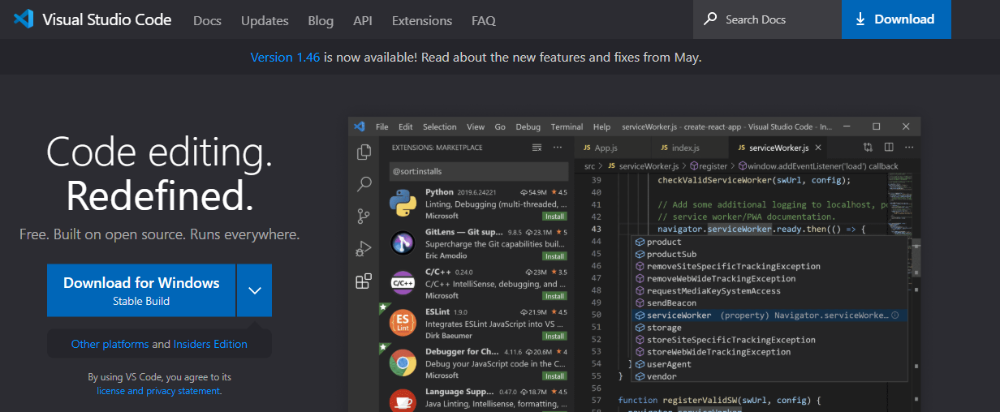 Visual Studio Code Docs Updates Blog API Extensions FAQ Search Docs Download
Version 1.46 is now available! Read about the new features and fixes from May.
Code editing.
Redefined.
Free. Built on open source. Runs everywhere.
Download for Windows
Stable Build
Other platforms and Insiders Edition
By using VS Code, you agree to its
license and privacy statement.
File Edit Selection View Go Debug Terminal Help serviceWorker.js - create-react-app - Visual Studio Code - In...
EXTENSIONS: MARKETPLACE
@sort:installs
Python 2019.6.24221 54.9M 4.5
Linting, Debugging (multi-threaded, ...
Microsoft Install
GitLens — Git sup... 9.8.5 23.1M 5
Supercharge the Git capabilities buil...
Eric Amodio Install
C/C++ 0.24.0 23M 3.5
C/C++ IntelliSense, debugging, and ...
Microsoft Install
ESLint 1.9.0 21.9M 4.5
Integrates ESLint JavaScript into VS ...
Dirk Baeumer Install
Debugger for Ch... 4.11.6 20.6M 4
Debug your JavaScript code in the C...
Microsoft Install
Language Supp... 0.47.0 18.7M 4.5
Java Linting, Intellisense, formatting, ...
C/C++
ES
Lint
JS App.js JS index.js JS serviceWorker.js
src > JS serviceWorker.js > register > window.addEventListener('load') callback
39 checkValidServiceWorker(swUrl, config);
40
41 // Add some additional logging to localhost, po
42 // service worker/PWA documentation.
43 navigator.serviceWorker.ready.then(() => {
44 product
45 productSub
46 removeSiteSpecificTrackingException
47 removeWebWideTrackingException
48 requestMediaKeySystemAccess
49 sendBeacon
50 serviceWorker (property) Navigator.serviceWorke...
51 storage
52 storeSiteSpecificTrackingException
53 storeWebWideTrackingException
54 } userAgent
55 } vendor
56
57 function registerValidSW(swUrl, config) {
58 navigator.serviceWorker